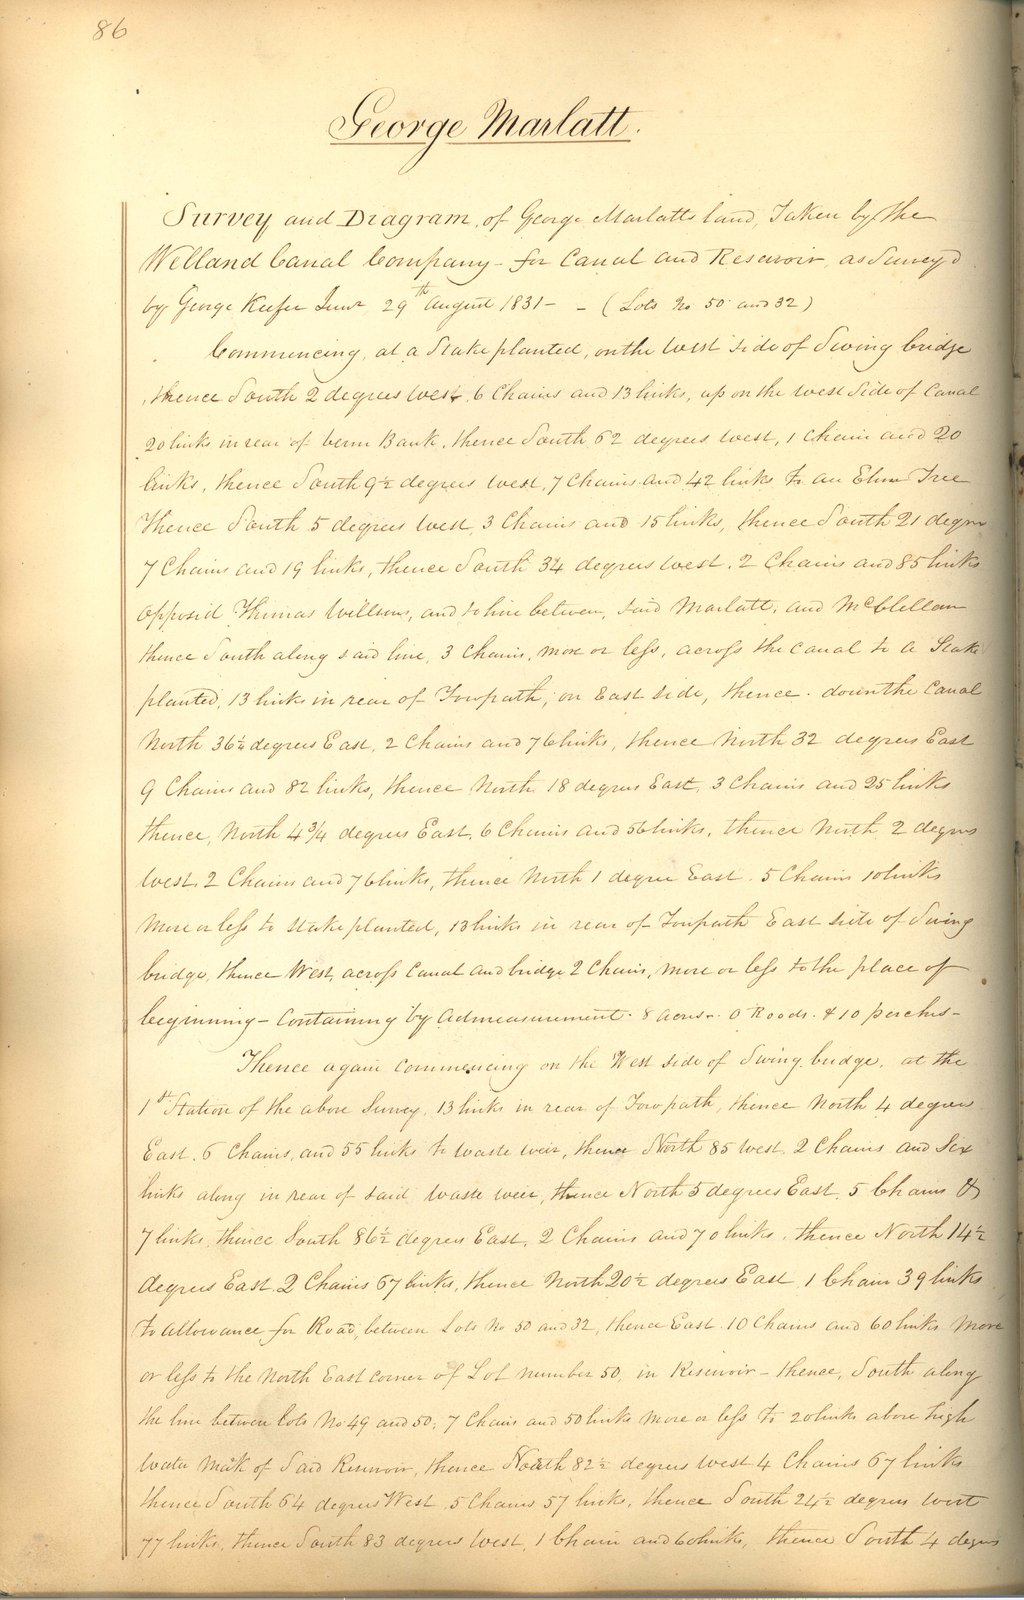 86
George Marlatt.
Survey and Diagram, of George Marlatts land, Taken by the
Welland Canal Company - for Canal and Reservoir, as Survey'd
by George Keefer Junr 29th August 1831 - - (Lots No 50 and 32)
Commencing, at a Stake planted, on the West side of Swing bridge
thence South 2 degrees west, 6 Chains and 13 links, up on the west side of Canal
20 links in rear of berm Bank, thence South 62 degrees west, 1 Chain and 20
links, thence South 9½ degrees west, 7 Chains and 42 links to an Elm Tree
Thence South 5 degrees West, 3 Chains and 15 links, thence South 21 degrees
7 Chains and 19 links, thence South 34 degrees west, 2 Chains and 85 links
opposid Thomas Willsons, and to line between, said Marlatt, and McClellan
thence South along said line, 3 Chains, more or less, across the canal to a Stake
planted, 13 links in rear of Towpath, on East side, thence down the Canal
North 36½ degrees East, 2 Chains and 76 links, thence North 32 degrees East
9 Chains and 82 links, thence North 18 degrees East, 3 Chains and 25 links
thence, North 4¾ degrees East, 6 Chains and 56 links, thence North 2 degrees
West, 2 Chains and 76 links, thence North 1 degree East 5 Chains 10 links
More or less to stake planted, 13 links in rear of Towpath East side of Swing
bridge, thence West, across Canal and bridge 2 Chains, more or less to the place of
beginning - Containing by admeasurement 8 acres - 0 Roods & 10 perches -
Thence again commencing on the West side of Swing bridge, at the
1st Station of the above Survey, 13 links in rear of Towpath, thence North 4 degrees
East, 6 Chains, and 55 links to waste weir, thence North 85 west, 2 Chains and Six
links along in rear of said waste weir, thence North 5 degrees East, 5 Chains &
7 links, thence South 86½ degrees East, 2 Chains and 70 links, thence North 14½
degrees East 2 Chains 67 links, thence North 20½ degrees East 1 Chain 39 links
to allowance for Road, between Lots No 50 and 32, thence East 10 Chains and 60 links More
or less to the North East corner of Lot number 50, in Reservoir - thence, South along
the line between lots No 49 and 50, 7 Chains and 50 links more or less to 20 links above high
water mark of Said Reservoir, thence North 82½ degrees west 4 Chains 67 links
thence South 64 degrees West, 5 Chains 57 links, thence South 24½ degrees west
77 links, thence South 83 degrees west, 1 Chain and 60 links, thence South 4 degrees